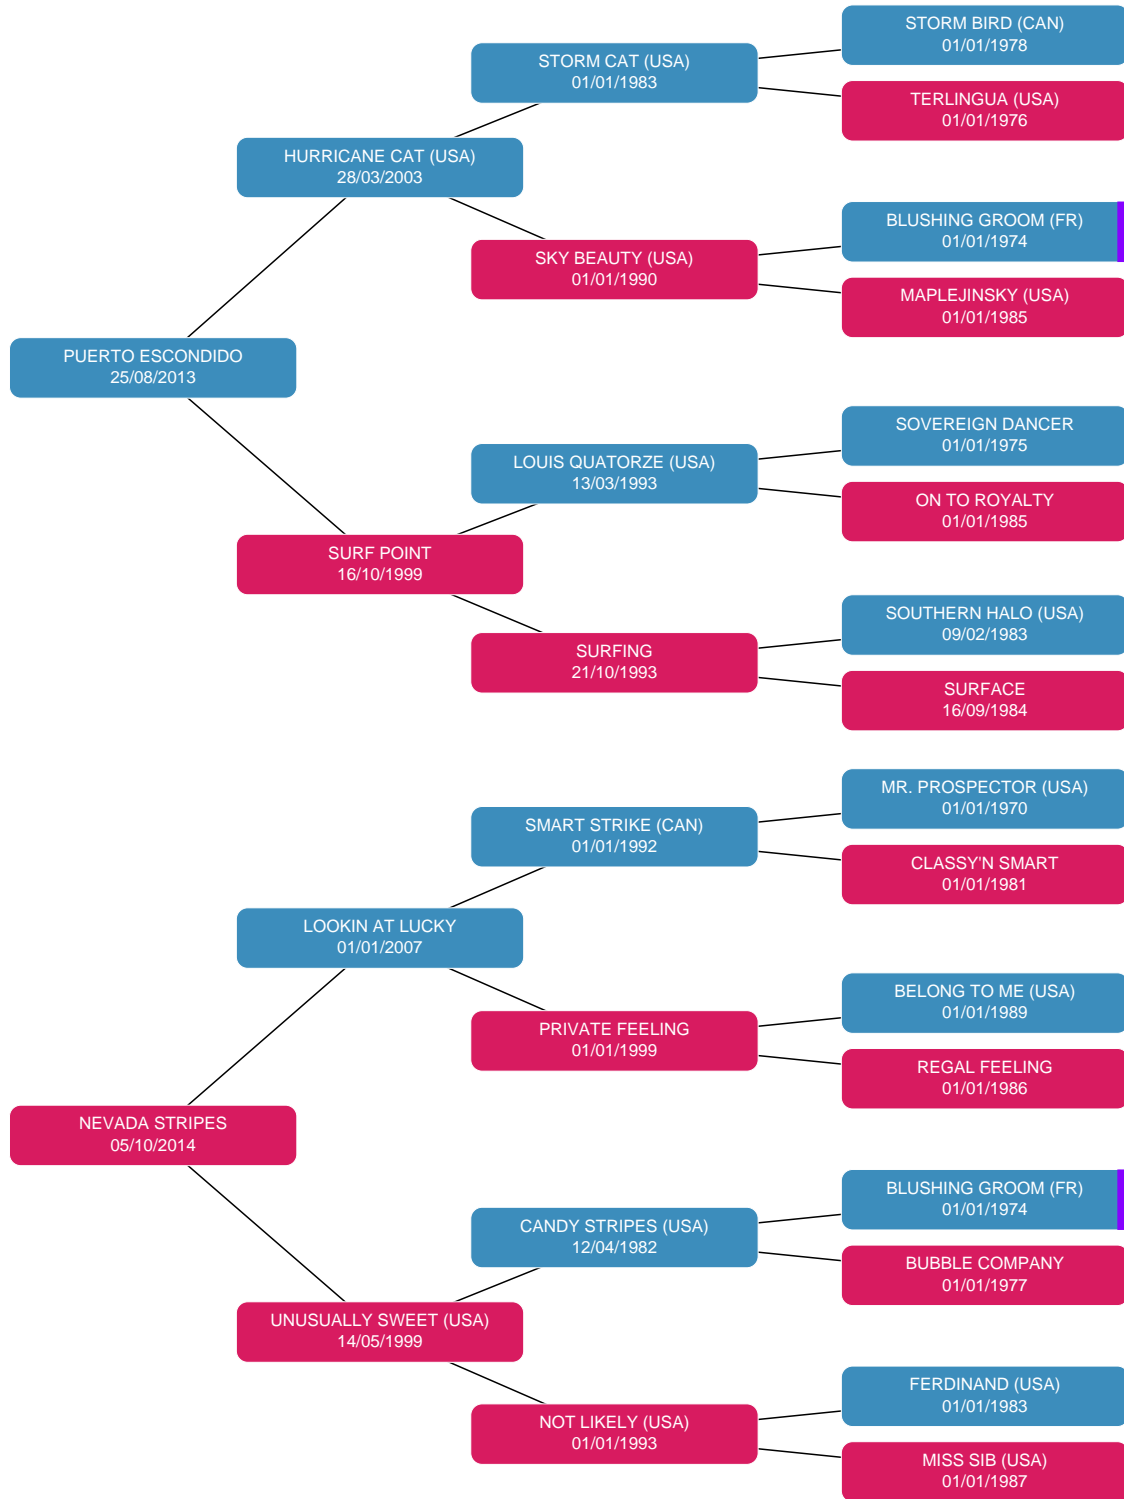 STORM BIRD (CAN)
01/01/1978
STORM CAT (USA)
01/01/1983
TERLINGUA (USA)
01/01/1976
HURRICANE CAT (USA)
28/03/2003
BLUSHING GROOM (FR)
01/01/1974
SKY BEAUTY (USA)
01/01/1990
MAPLEJINSKY (USA)
01/01/1985
PUERTO ESCONDIDO
25/08/2013
SOVEREIGN DANCER
01/01/1975
LOUIS QUATORZE (USA)
13/03/1993
ON TO ROYALTY
01/01/1985
SURF POINT
16/10/1999
SOUTHERN HALO (USA)
09/02/1983
SURFING
21/10/1993
SURFACE
16/09/1984
MR. PROSPECTOR (USA)
01/01/1970
SMART STRIKE (CAN)
01/01/1992
CLASSY'N SMART
01/01/1981
LOOKIN AT LUCKY
01/01/2007
BELONG TO ME (USA)
01/01/1989
PRIVATE FEELING
01/01/1999
REGAL FEELING
01/01/1986
NEVADA STRIPES
05/10/2014
BLUSHING GROOM (FR)
01/01/1974
CANDY STRIPES (USA)
12/04/1982
BUBBLE COMPANY
01/01/1977
UNUSUALLY SWEET (USA)
14/05/1999
FERDINAND (USA)
01/01/1983
NOT LIKELY (USA)
01/01/1993
MISS SIB (USA)
01/01/1987